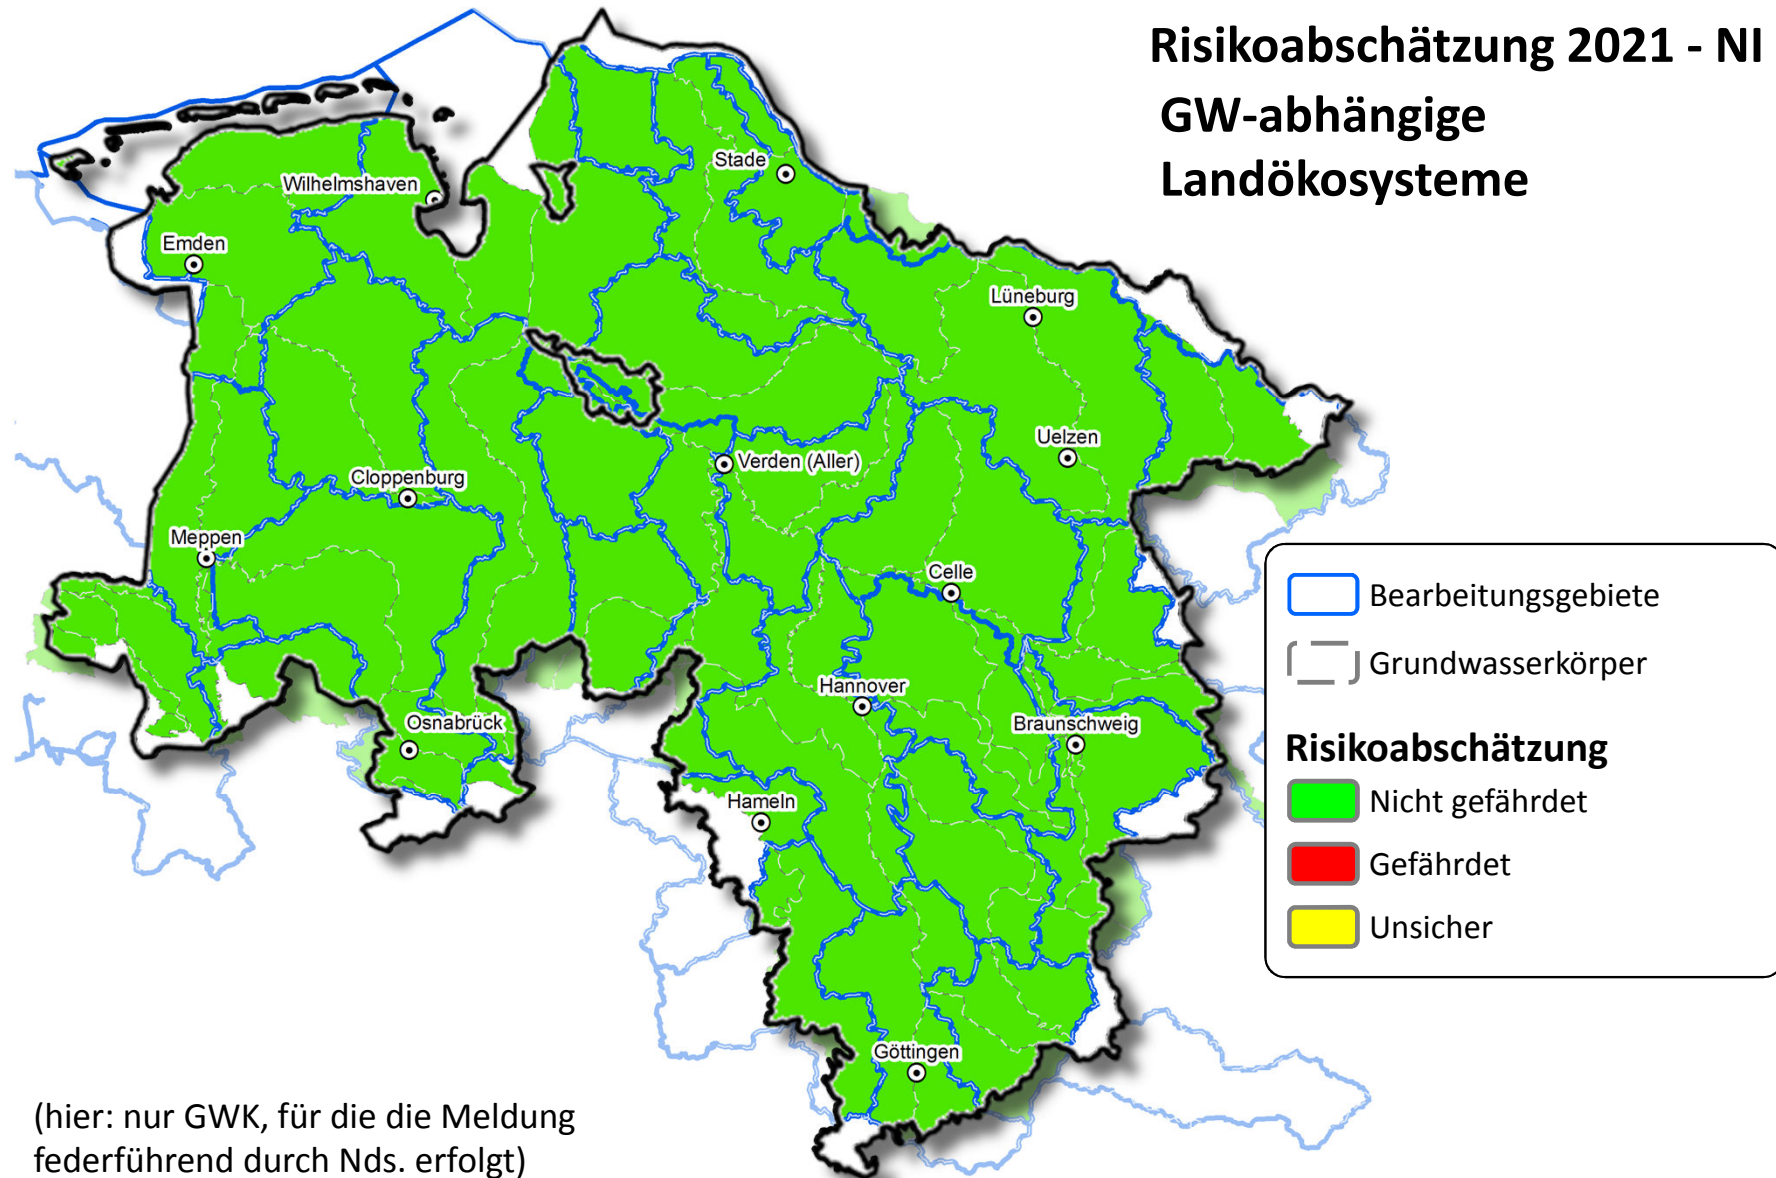 Risikoabschätzung 2021 - NI
GW-abhängige
Landökosysteme
Stade
Wilhelmshaven
Emden
Lüneburg
Uelzen
Verden (Aller)
Cloppenburg
Meppen
Celle
Hannover
Osnabrück
Braunschweig
Hameln
Göttingen
Bearbeitungsgebiete
Grundwasserkörper
Risikoabschätzung
Nicht gefährdet
Gefährdet
Unsicher
(hier: nur GWK, für die die Meldung
federführend durch Nds. erfolgt)